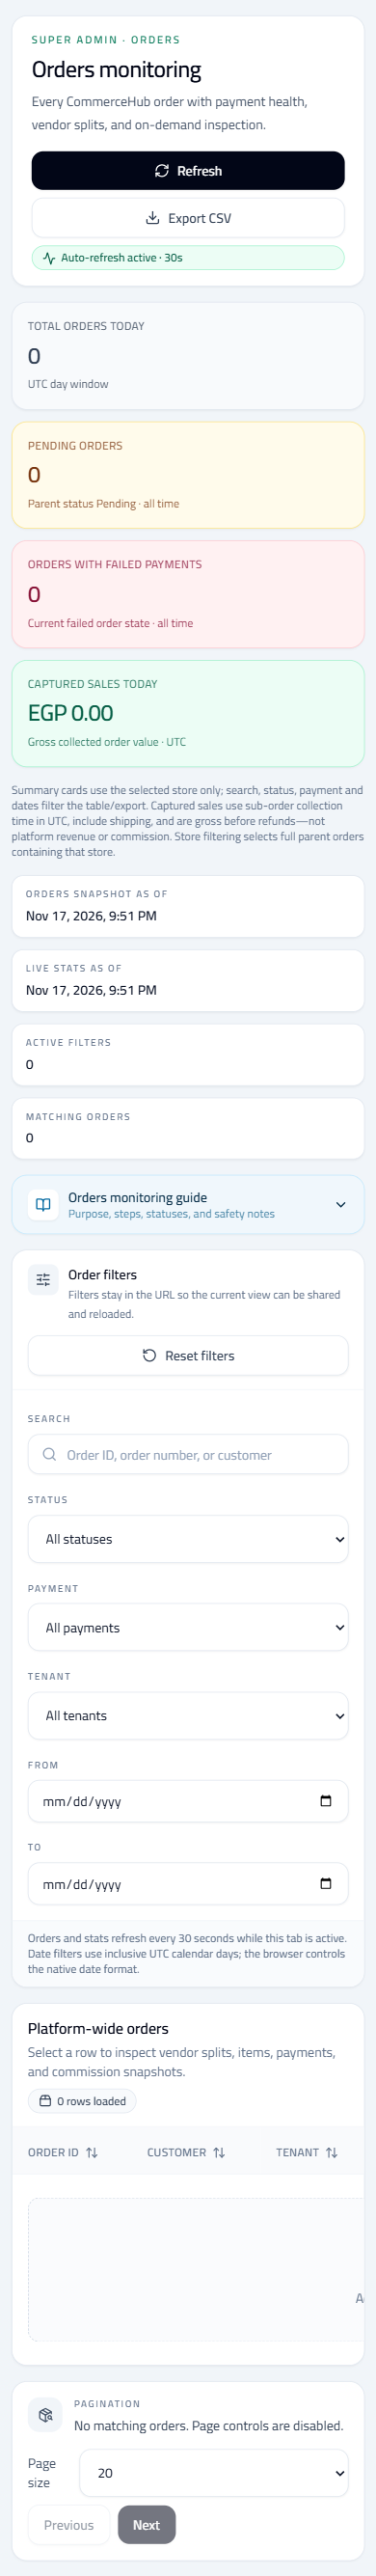 SUPER ADMIN · ORDERS
Orders monitoring
Every CommerceHub order with payment health,
vendor splits, and on-demand inspection.
Refresh
Export CSV
Auto-refresh active · 30s
TOTAL ORDERS TODAY
0
UTC day window
PENDING ORDERS
0
Parent status Pending · all time
ORDERS WITH FAILED PAYMENTS
0
Current failed order state · all time
CAPTURED SALES TODAY
EGP 0.00
Gross collected order value · UTC
Summary cards use the selected store only; search, status, payment and
dates filter the table/export. Captured sales use sub-order collection
time in UTC, include shipping, and are gross before refunds—not
platform revenue or commission. Store filtering selects full parent orders
containing that store.
ORDERS SNAPSHOT AS OF
Nov 17, 2026, 9:51 PM
LIVE STATS AS OF
Nov 17, 2026, 9:51 PM
ACTIVE FILTERS
0
MATCHING ORDERS
0
Orders monitoring guide
Purpose, steps, statuses, and safety notes
Order filters
Filters stay in the URL so the current view can be shared
and reloaded.
Reset filters
SEARCH
Order ID, order number, or customer
STATUS
All statuses
PAYMENT
All payments
TENANT
All tenants
FROM
mm/dd/yyyy
TO
mm/dd/yyyy
Orders and stats refresh every 30 seconds while this tab is active.
Date filters use inclusive UTC calendar days; the browser controls
the native date format.
Platform-wide orders
Select a row to inspect vendor splits, items, payments,
and commission snapshots.
0 rows loaded
ORDER ID CUSTOMER TENANT
PAGINATION
No matching orders. Page controls are disabled.
Page
size
20
Previous Next